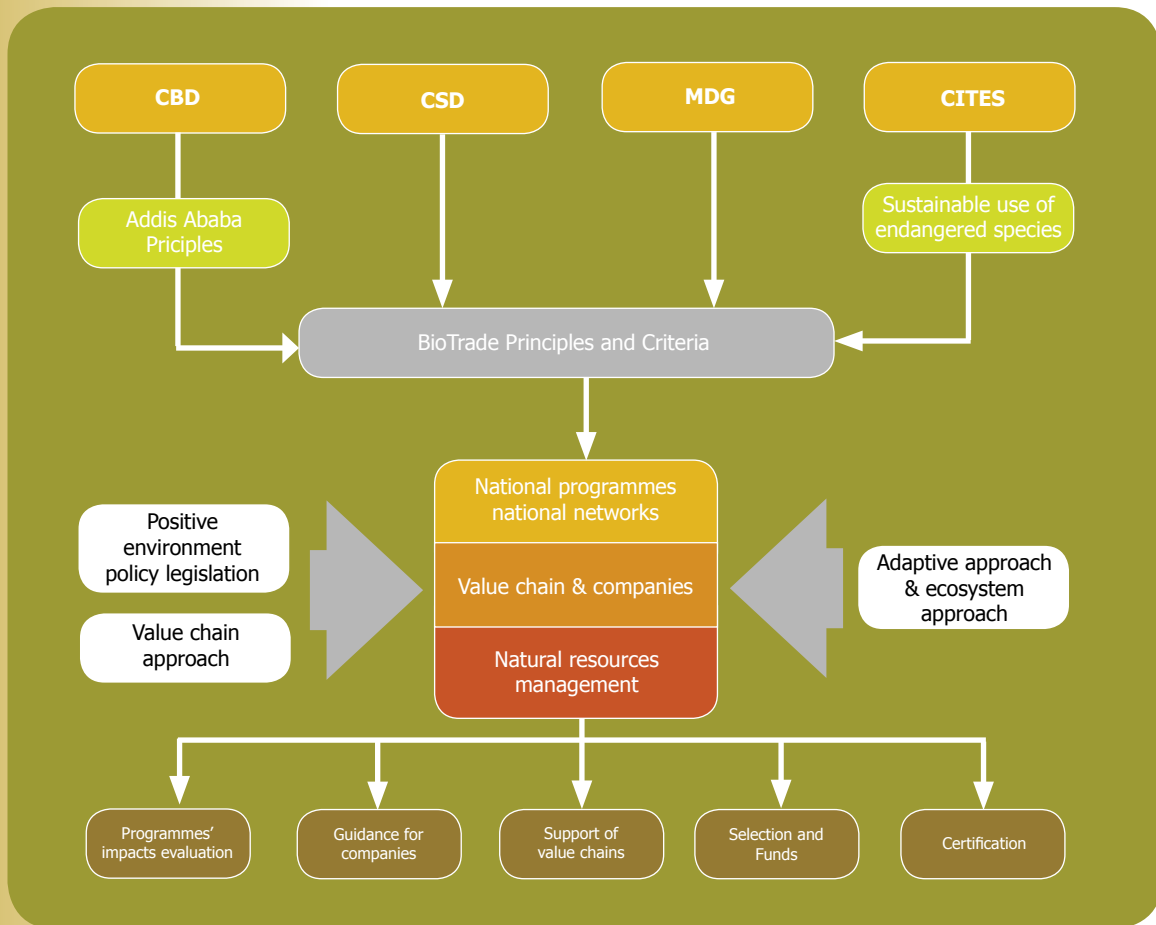 CBD
CSD
MDG
CITES
Addis Ababa
Priciples
Sustainable use of
endangered species
BioTrade Principles and Criteria
National programmes
national networks
Positive
environment
policy legislation
Value chain & companies
Adaptive approach
& ecosystem
approach
Value chain
approach
Natural resources
management
Programmes’
impacts evaluation
Guidance for
companies
Support of
value chains
Selection and
Funds
Certification